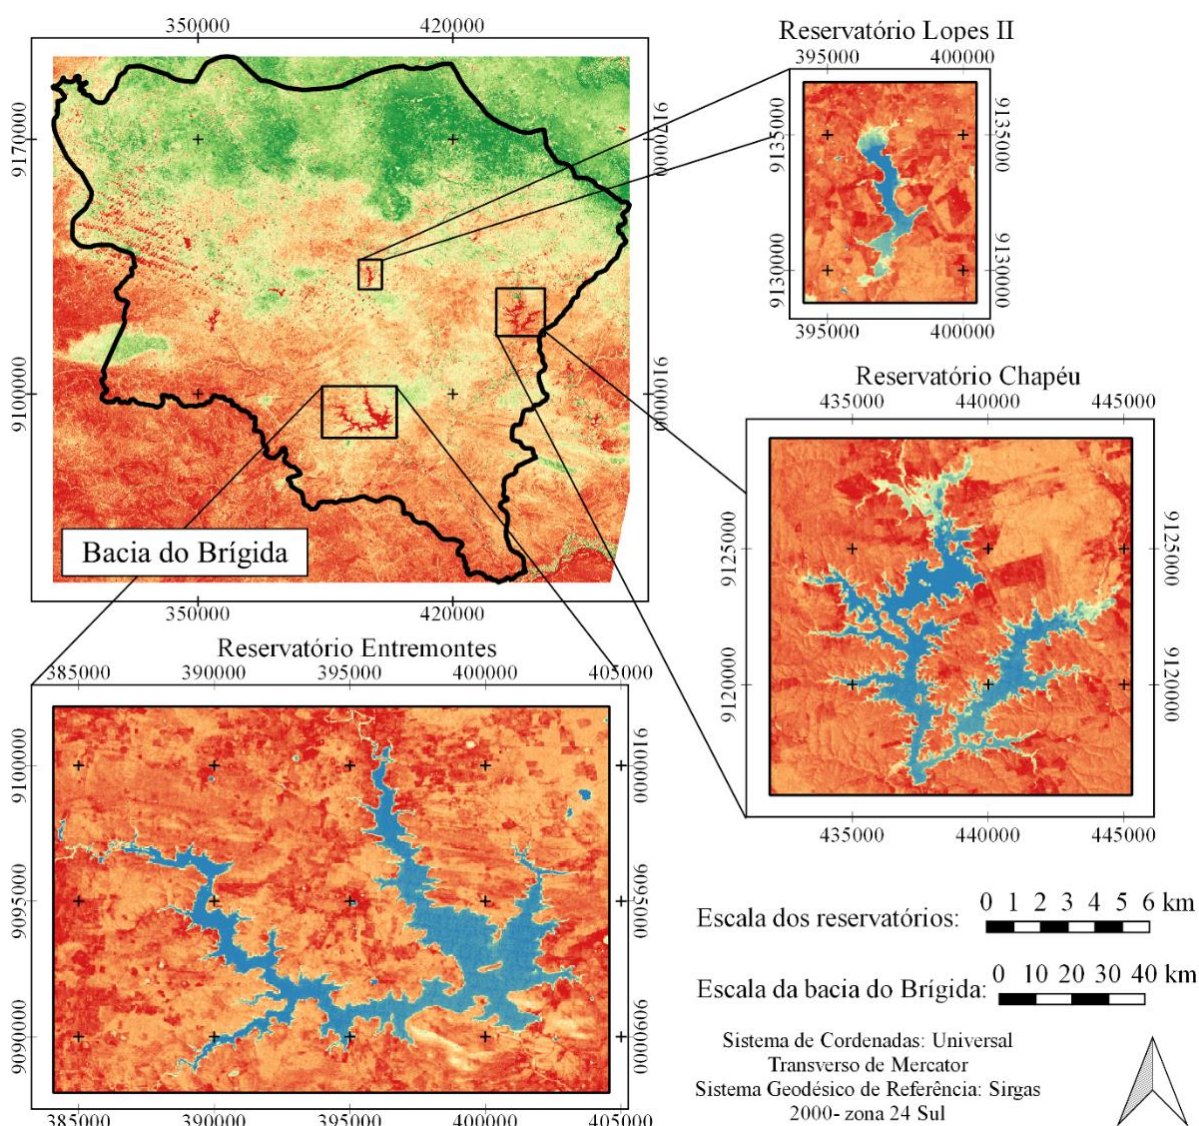 350000 420000
9170000 9170000
9100000 9100000
Bacia do Brígida
350000 420000
Reservatório Lopes II
395000 400000
9135000 9135000
9130000 9130000
395000 400000
Reservatório Chapéu
435000 440000 445000
9125000 9125000
9120000 9120000
435000 440000 445000
Reservatório Entremontes
385000 390000 395000 400000 405000
9100000 9100000
9095000 9095000
9090000 9090000
385000 390000 395000 400000 405000
Escala dos reservatórios: 0 1 2 3 4 5 6 km
Escala da bacia do Brígida: 0 10 20 30 40 km
Sistema de Cordenadas: Universal
Transverso de Mercator
Sistema Geodésico de Referência: Sirgas
2000- zona 24 Sul